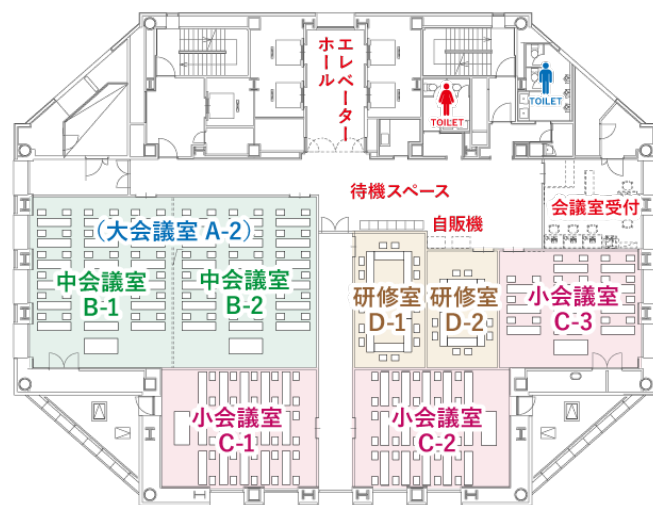 エレベーター
ホール
TOILET
TOILET
待機スペース
会議室受付
自販機
（大会議室 A-2）
中会議室
B-1
中会議室
B-2
研修室
D-1
研修室
D-2
小会議室
C-3
小会議室
C-1
小会議室
C-2